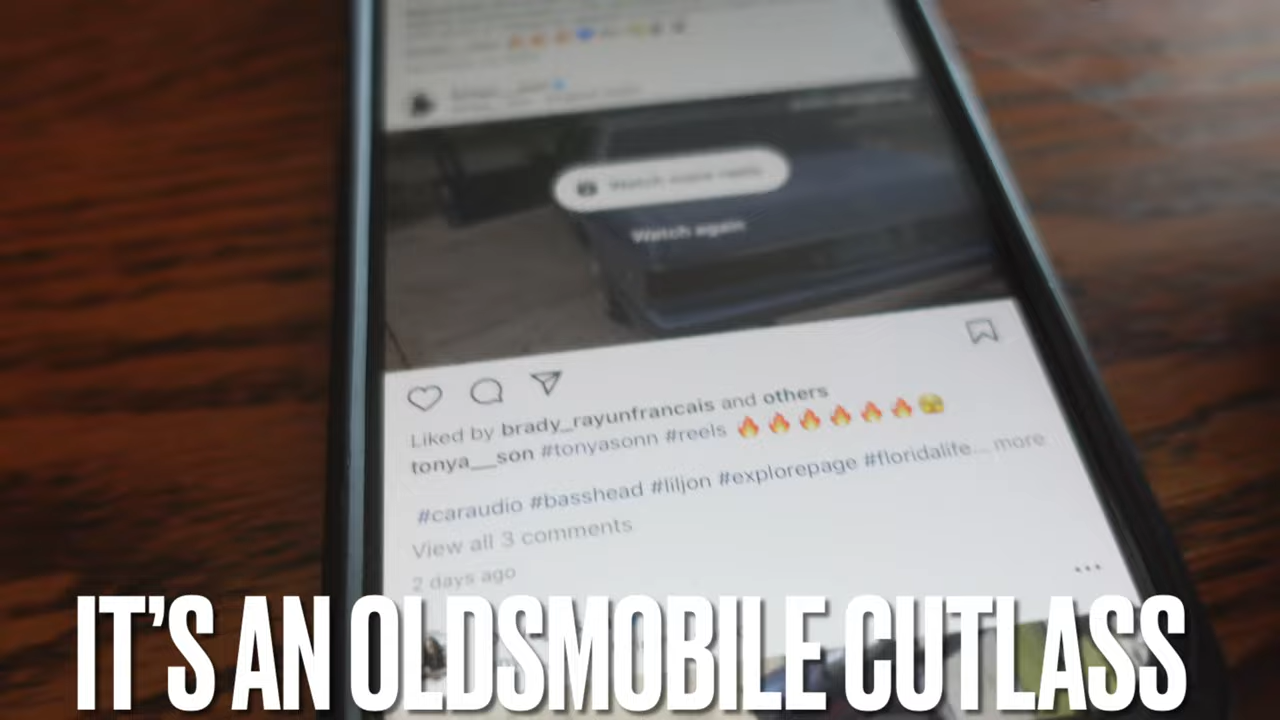 Watch again
Liked by brady_rayunfrancais and others
tonya__son #tonyasonn #reels 🔥🔥🔥🔥🔥🔥🫣
#caraudio #basshead #liljon #explorepage #floridalife... more
View all 3 comments
2 days ago
IT'S AN OLDSMOBILE CUTLASS